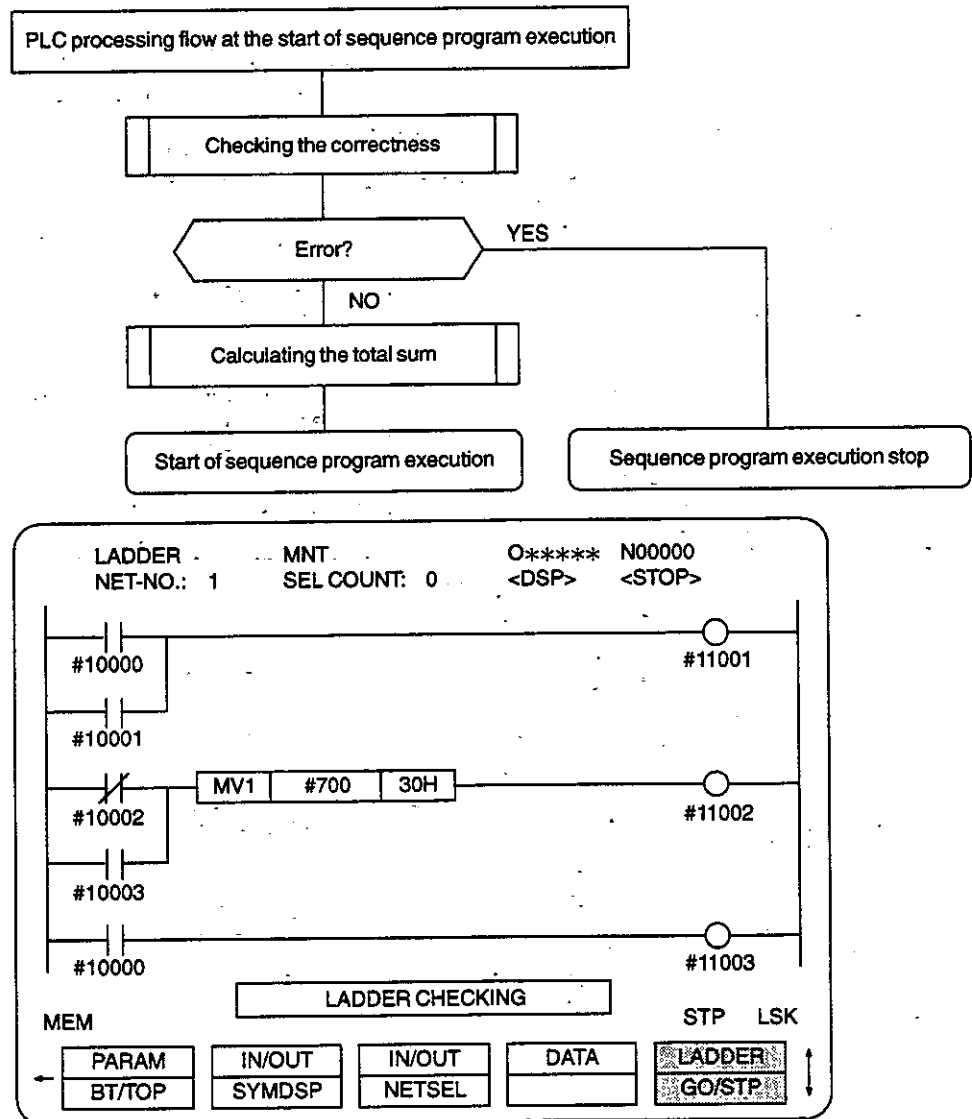 PLC processing flow at the start of sequence program execution
Checking the correctness
Error?
YES
NO
Calculating the total sum
Start of sequence program execution
Sequence program execution stop
LADDER MNT O***** N00000
NET-NO.: 1 SEL COUNT: 0 <DSP> <STOP>
#10000 #11001
#10001
MV1 #700 30H
#10002 #11002
#10003
#10000 #11003
LADDER CHECKING
MEM STP LSK
PARAM IN/OUT IN/OUT DATA LADDER
BT/TOP SYMDSP NETSEL GO/STP